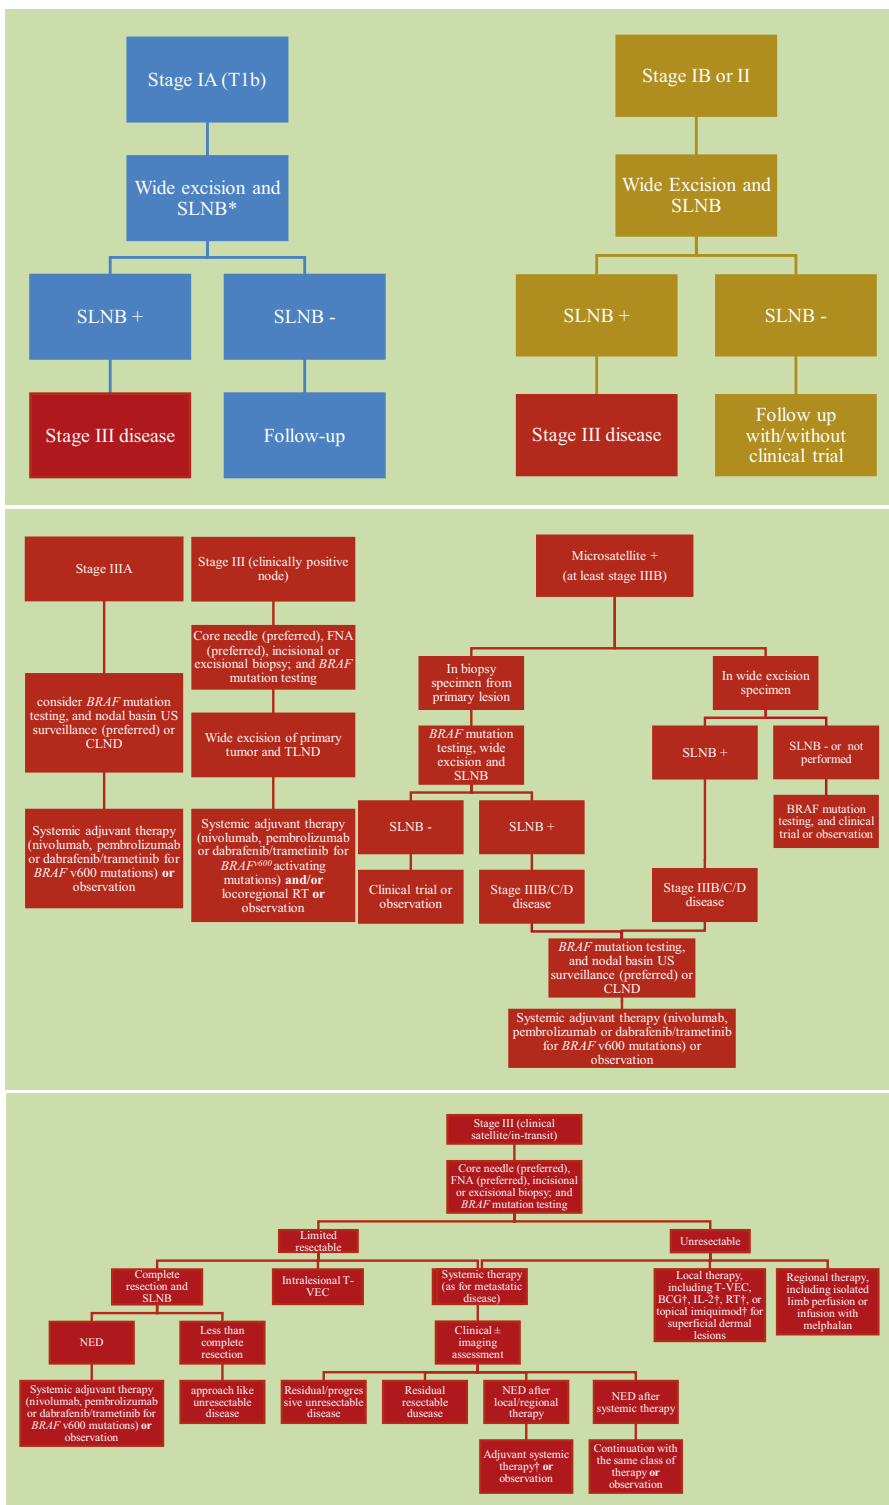 Stage IA (T1b)
Wide excision and
SLNB*
SLNB +
SLNB -
Stage III disease
Follow-up
Stage IB or II
Wide Excision and
SLNB
SLNB +
SLNB -
Stage III disease
Follow up
with/without
clinical trial
Stage IIIA
consider BRAF mutation
testing, and nodal basin US
surveillance (preferred) or
CLND
Systemic adjuvant therapy
(nivolumab, pembrolizumab
or dabrafenib/trametinib for
BRAF v600 mutations) or
observation
Stage III (clinically positive
node)
Core needle (preferred), FNA
(preferred), incisional or
excisional biopsy; and BRAF
mutation testing
Wide excision of primary
tumor and TLND
Systemic adjuvant therapy
(nivolumab, pembrolizumab
or dabrafenib/trametinib for
BRAFv600 activating
mutations) and/or
locoregional RT or
observation
Microsatellite +
(at least stage IIIB)
In biopsy
specimen from
primary lesion
BRAF mutation
testing, wide
excision and
SLNB
SLNB -
SLNB +
Clinical trial or
observation
Stage IIIB/C/D
disease
In wide excision
specimen
SLNB +
SLNB - or not
performed
BRAF mutation
testing, and clinical
trial or observation
Stage IIIB/C/D
disease
BRAF mutation testing,
and nodal basin US
surveillance (preferred) or
CLND
Systemic adjuvant therapy (nivolumab,
pembrolizumab or dabrafenib/trametinib
for BRAF v600 mutations) or
observation
Stage III (clinical
satellite/in-transit)
Core needle (preferred),
FNA (preferred), incisional
or excisional biopsy; and
BRAF mutation testing
Limited
resectable
Unresectable
Complete
resection and
SLNB
Intralesional T-
VEC
Systemic therapy
(as for metastatic
disease)
Local therapy,
including T-VEC,
BCG†, IL-2†, RT†, or
topical imiquimod† for
superficial dermal
lesions
Regional therapy,
including isolated
limb perfusion or
infusion with
melphalan
NED
Less than
complete
resection
Clinical ±
imaging
assessment
Systemic adjuvant therapy
(nivolumab, pembrolizumab
or dabrafenib/trametinib for
BRAF v600 mutations) or
observation
approach like
unresectable
disease
Residual/progres
sive unresectable
disease
Residual
resectable
dusease
NED after
local/regional
therapy
NED after
systemic therapy
Adjuvant systemic
therapy† or
observation
Continuation with
the same class of
therapy or
observation